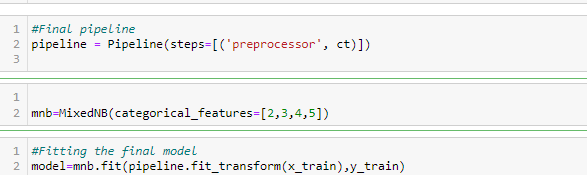 1 #Final pipeline
2 pipeline = Pipeline(steps=[('preprocessor', ct)])
3
1
2 mnb=MixedNB(categorical_features=[2,3,4,5])
1 #Fitting the final model
2 model=mnb.fit(pipeline.fit_transform(x_train),y_train)